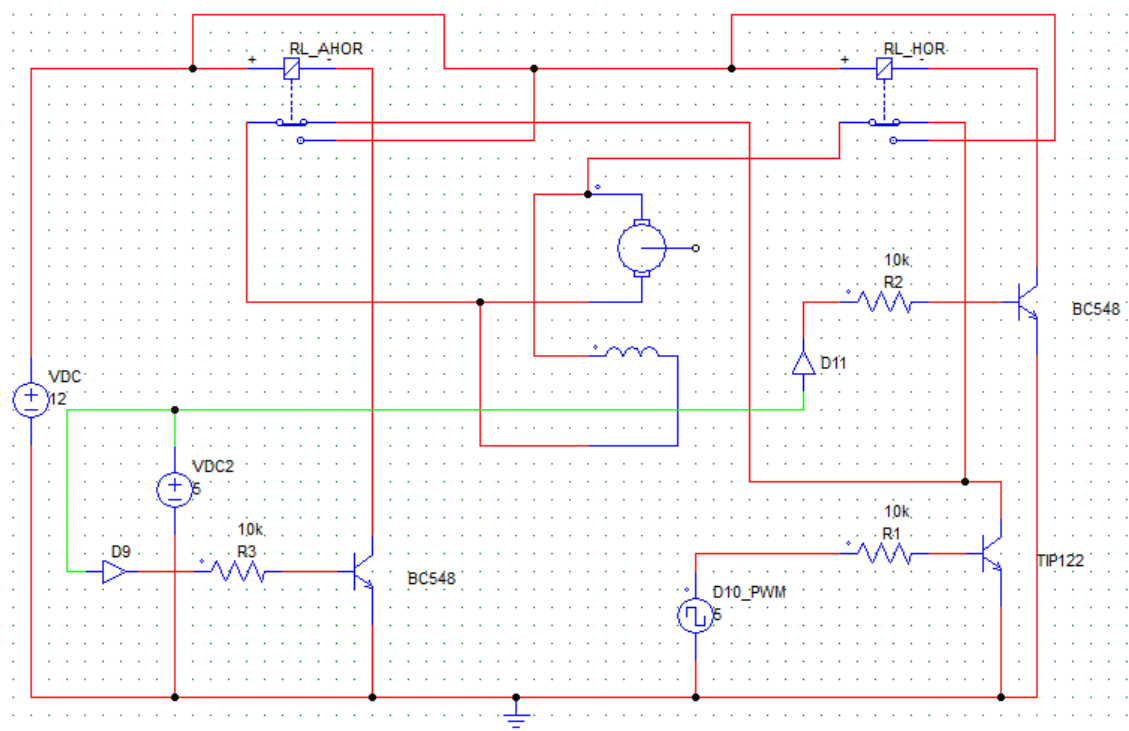 RL_AHOR
+ -
RL_HOR
+ -
10k
R2
BC548
D11
VDC
12
VDC2
5
D9
10k
R3
BC548
10k
R1
TIP122
D10_PWM
5